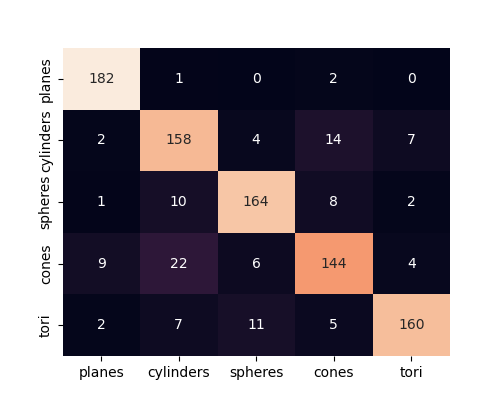 planes 182 1 0 2 0
cylinders 2 158 4 14 7
spheres 1 10 164 8 2
cones 9 22 6 144 4
tori 2 7 11 5 160
planes cylinders spheres cones tori